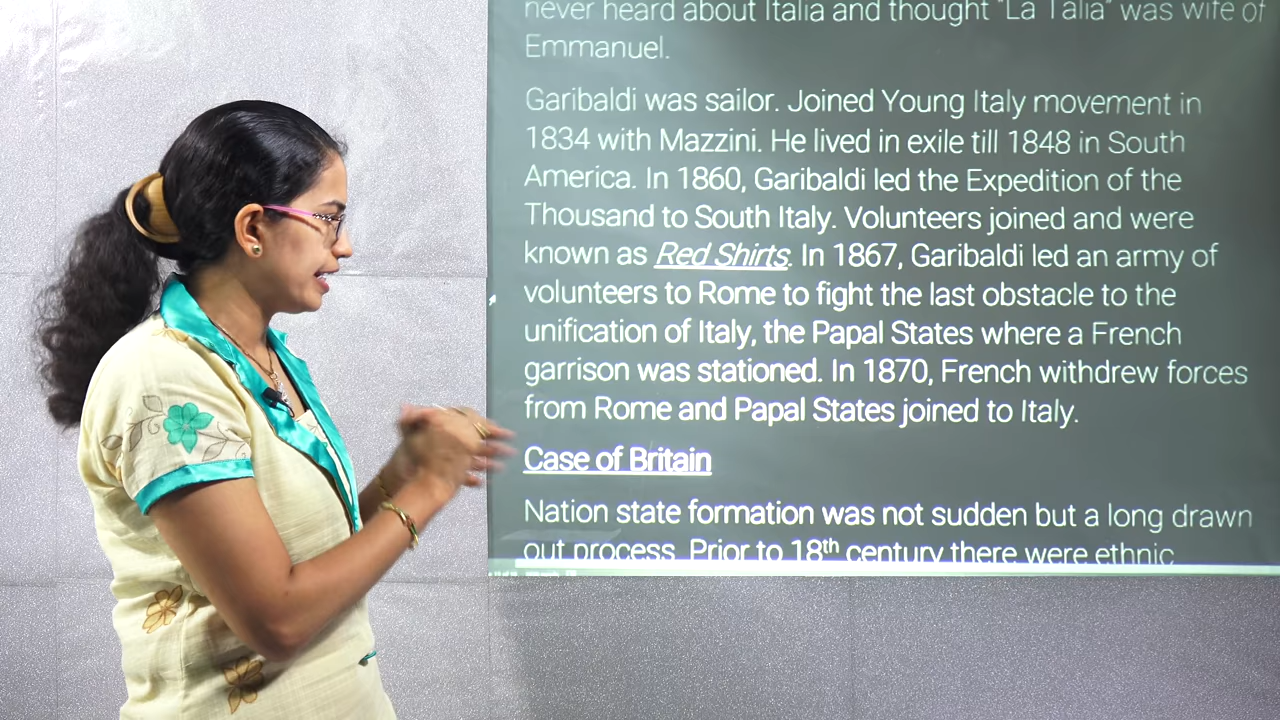 never heard about Italia and thought "La Talia" was wife of
Emmanuel.
Garibaldi was sailor. Joined Young Italy movement in
1834 with Mazzini. He lived in exile till 1848 in South
America. In 1860, Garibaldi led the Expedition of the
Thousand to South Italy. Volunteers joined and were
known as Red Shirts. In 1867, Garibaldi led an army of
volunteers to Rome to fight the last obstacle to the
unification of Italy, the Papal States where a French
garrison was stationed. In 1870, French withdrew forces
from Rome and Papal States joined to Italy.
Case of Britain
Nation state formation was not sudden but a long drawn
out process. Prior to 18th century there were ethnic